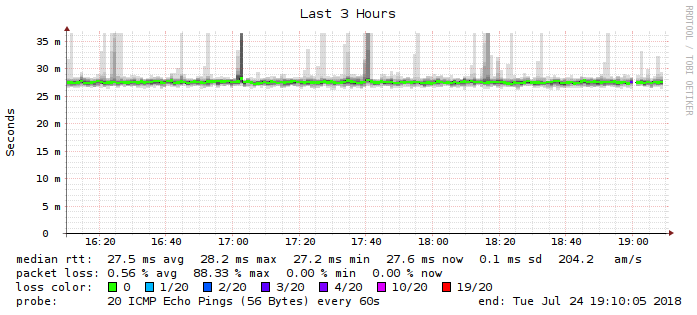 Last 3 Hours
RRDTOOL / TOBI OETIKER
Seconds
35 m
30 m
25 m
20 m
15 m
10 m
5 m
0
16:20 16:40 17:00 17:20 17:40 18:00 18:20 18:40 19:00
median rtt: 27.5 ms avg 28.2 ms max 27.2 ms min 27.6 ms now 0.1 ms sd 204.2 am/s
packet loss: 0.56 % avg 88.33 % max 0.00 % min 0.00 % now
loss color: 0 1/20 2/20 3/20 4/20 10/20 19/20
probe: 20 ICMP Echo Pings (56 Bytes) every 60s end: Tue Jul 24 19:10:05 2018